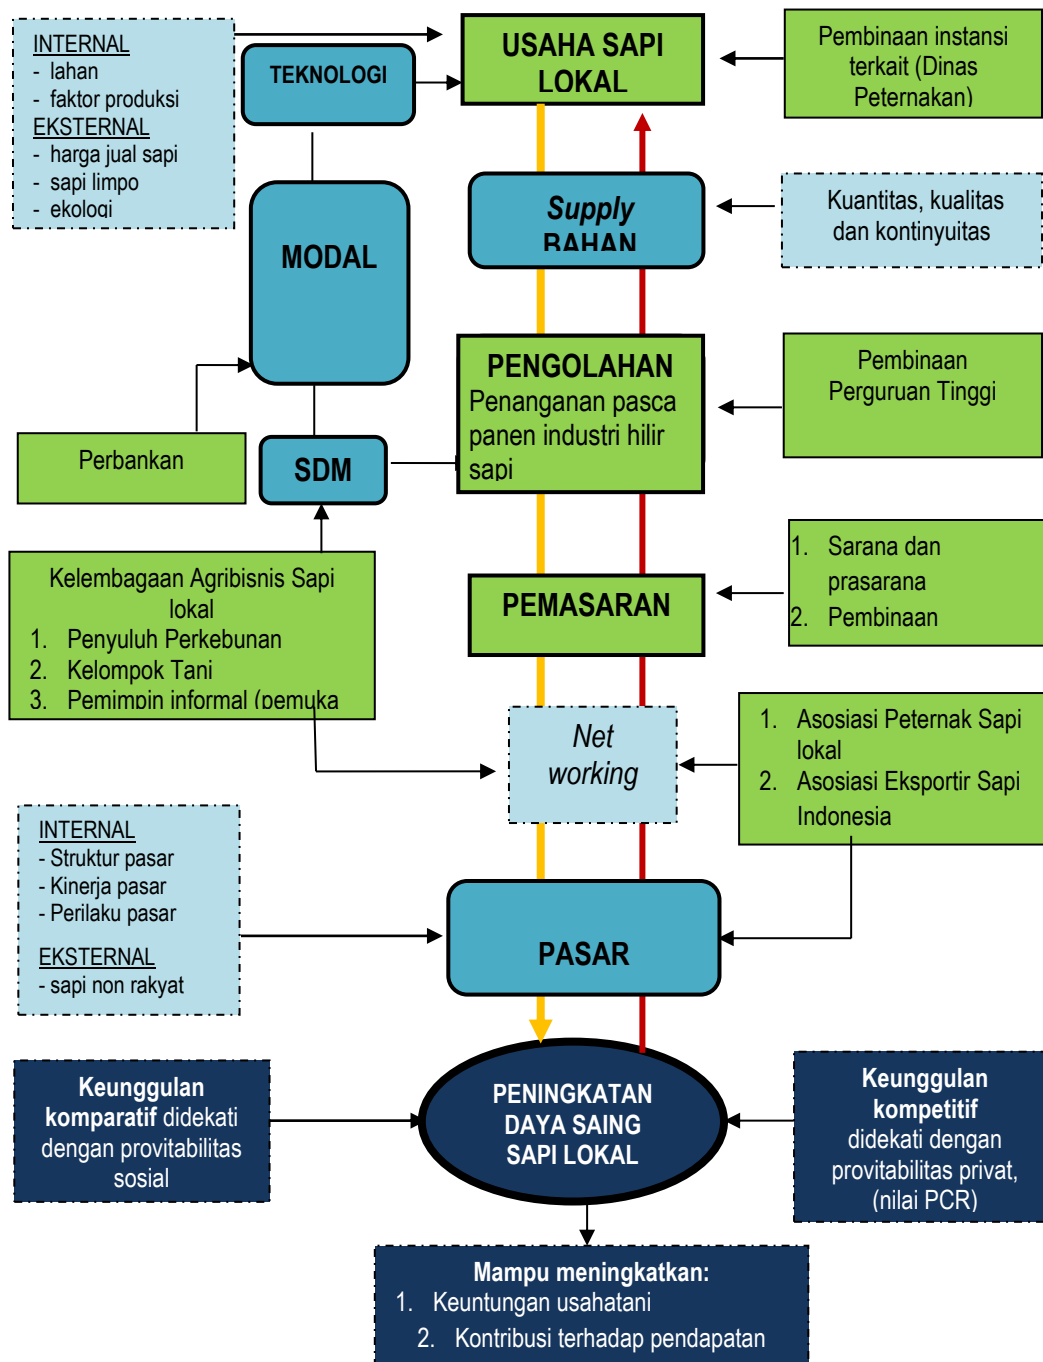 INTERNAL
- lahan
- faktor produksi
EKSTERNAL
- harga jual sapi
- sapi limpo
- ekologi
TEKNOLOGI
USAHA SAPI
LOKAL
Pembinaan instansi
terkait (Dinas
Peternakan)
MODAL
Supply
BAHAN
Kuantitas, kualitas
dan kontinyuitas
PENGOLAHAN
Penanganan pasca
panen industri hilir
sapi
Pembinaan
Perguruan Tinggi
Perbankan
SDM
Kelembagaan Agribisnis Sapi
lokal
1. Penyuluh Perkebunan
2. Kelompok Tani
3. Pemimpin informal (pemuka
PEMASARAN
1. Sarana dan
prasarana
2. Pembinaan
Net
working
1. Asosiasi Peternak Sapi
lokal
2. Asosiasi Eksportir Sapi
Indonesia
INTERNAL
- Struktur pasar
- Kinerja pasar
- Perilaku pasar
EKSTERNAL
- sapi non rakyat
PASAR
Keunggulan
komparatif didekati
dengan provitabilitas
sosial
PENINGKATAN
DAYA SAING
SAPI LOKAL
Keunggulan
kompetitif
didekati dengan
provitabilitas privat,
(nilai PCR)
Mampu meningkatkan:
1. Keuntungan usahatani
2. Kontribusi terhadap pendapatan